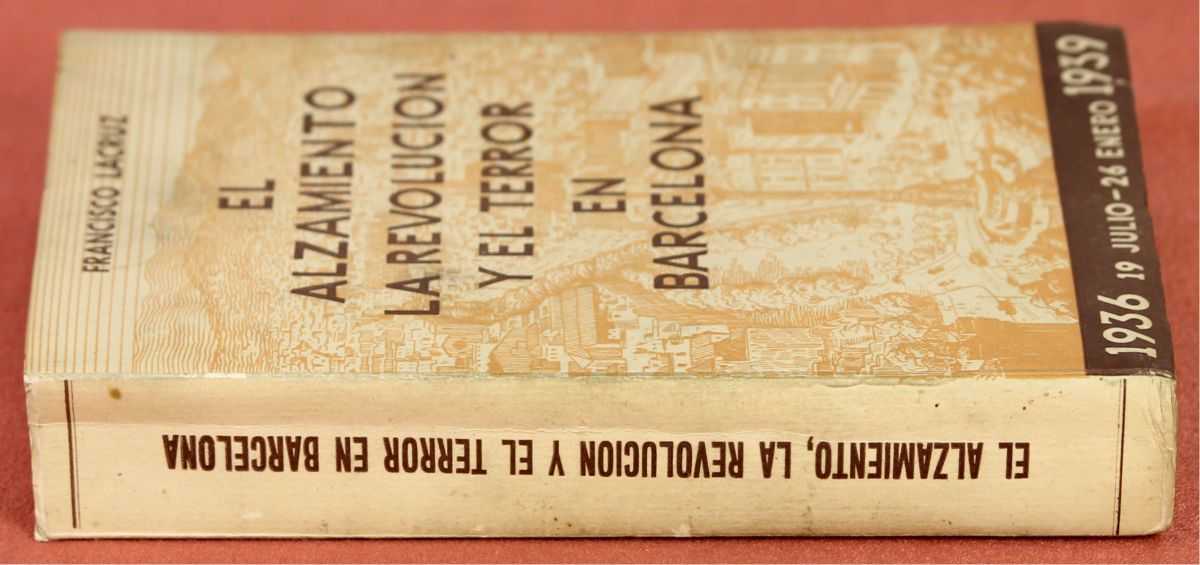 FRANCISCO LACRUZ
EL
ALZAMIENTO
LA REVOLUCION
Y EL TERROR
EN
BARCELONA
1936 19 JULIO-26 ENERO 1939
EL ALZAMIENTO, LA REVOLUCION Y EL TERROR EN BARCELONA